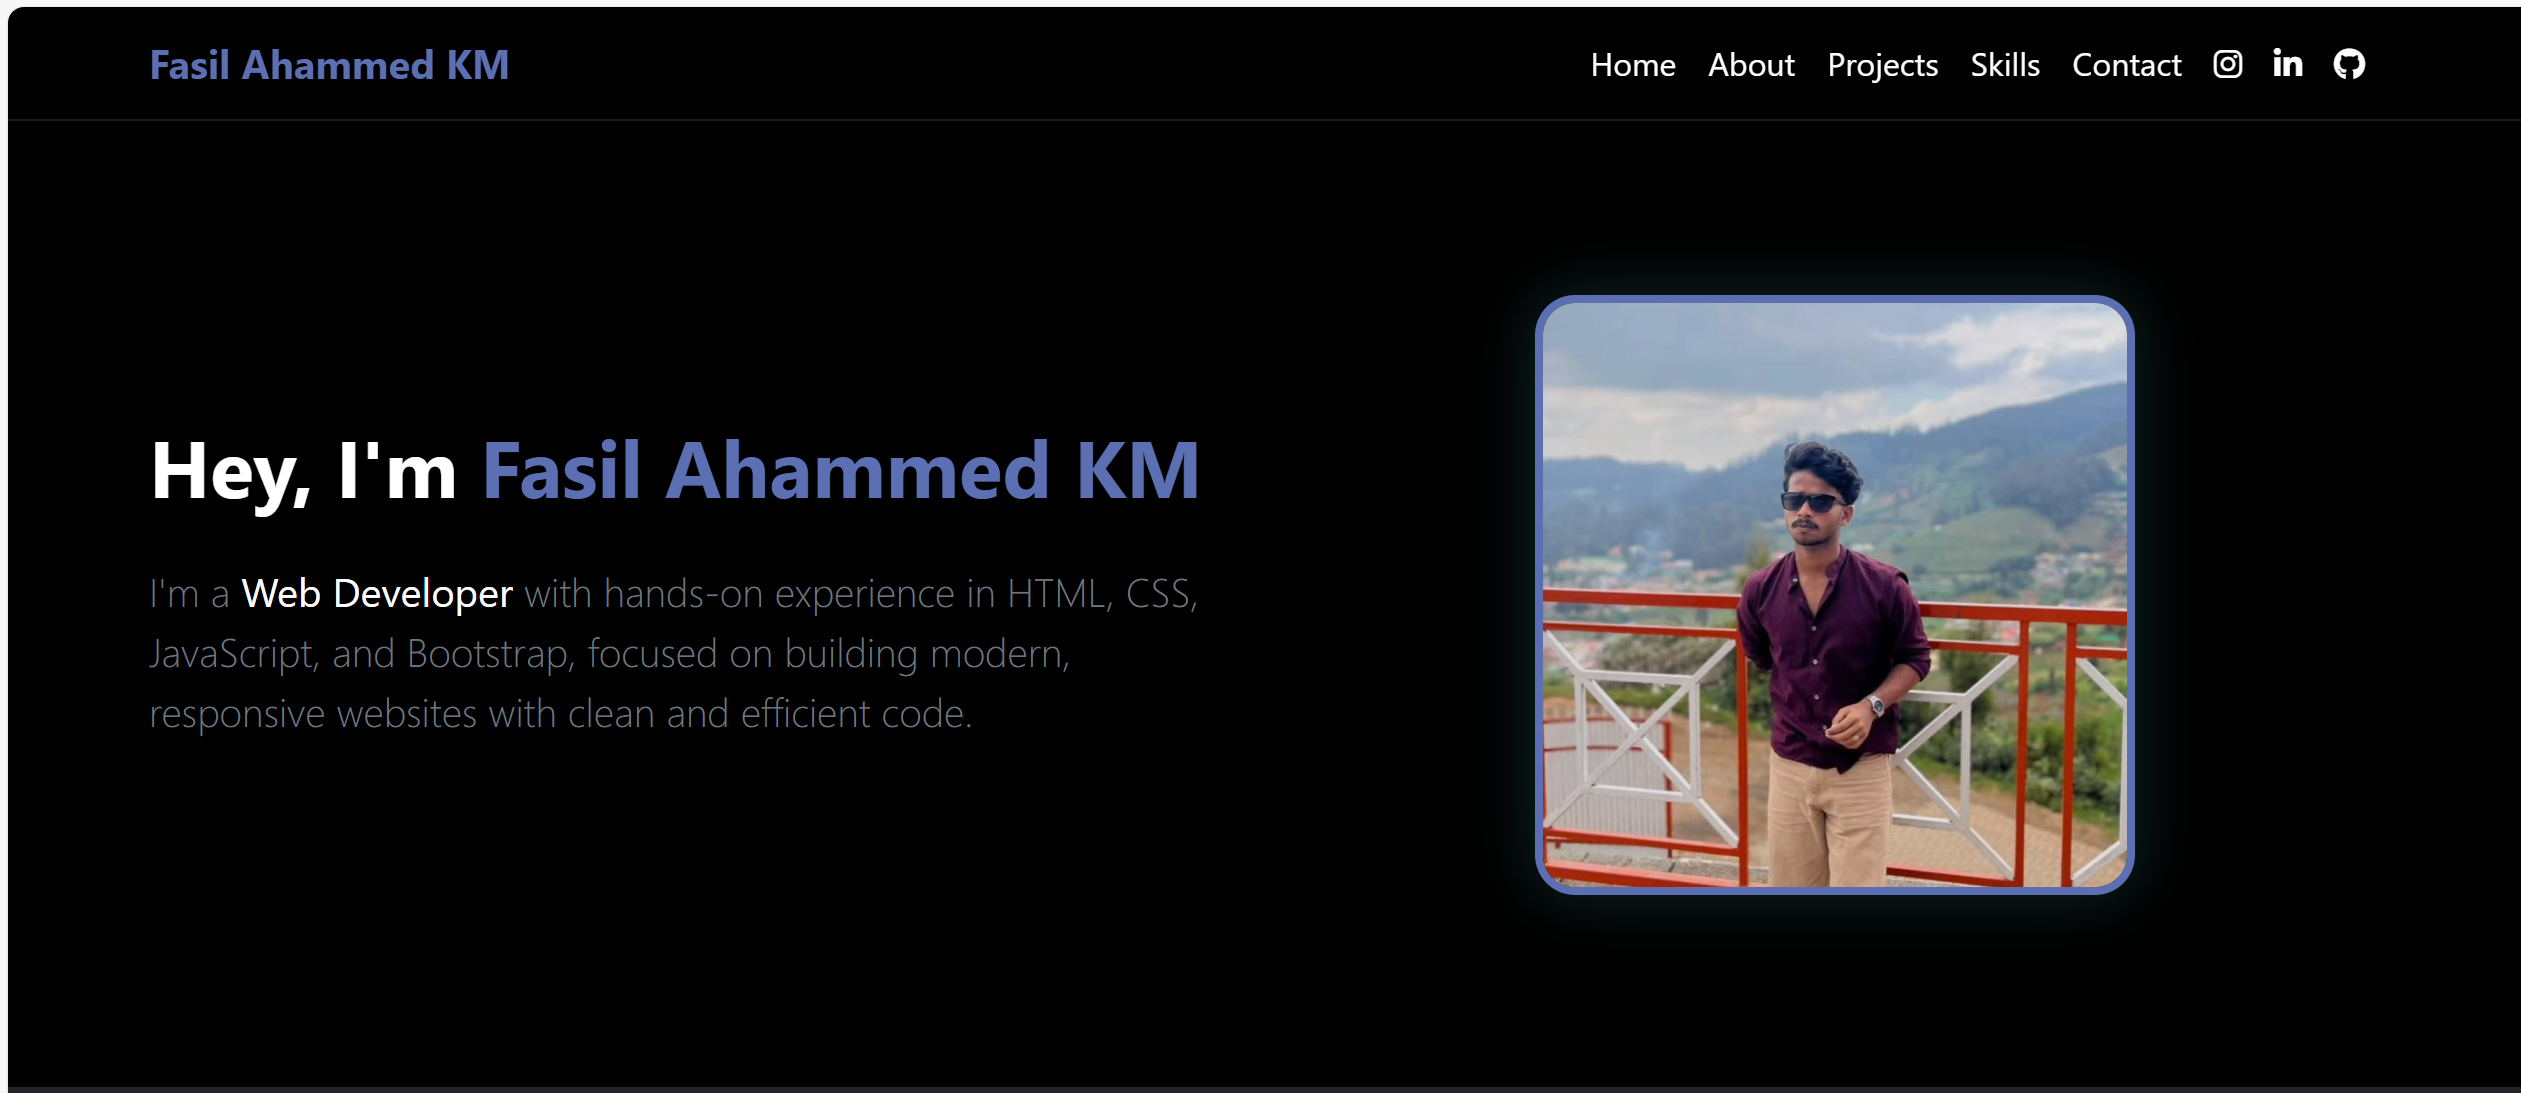 Fasil Ahammed KM
Home About Projects Skills Contact
Hey, I'm Fasil Ahammed KM
I'm a Web Developer with hands-on experience in HTML, CSS,
JavaScript, and Bootstrap, focused on building modern,
responsive websites with clean and efficient code.